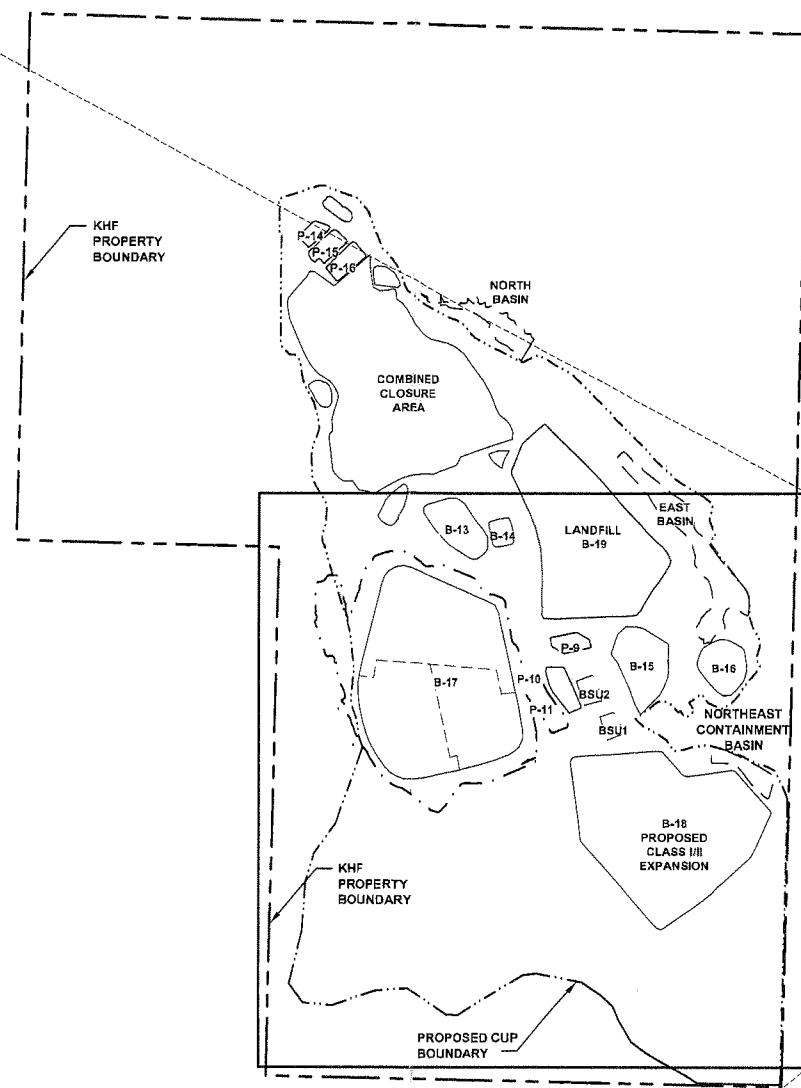 KHF
PROPERTY
BOUNDARY
P-14
P-15
P-16
NORTH
BASIN
COMBINED
CLOSURE
AREA
B-13
B-14
LANDFILL
B-19
EAST
BASIN
P-9
B-15
B-16
B-17
P-10
P-11
BSU2
BSU1
NORTHEAST
CONTAINMENT
BASIN
B-18
PROPOSED
CLASS I/II
EXPANSION
KHF
PROPERTY
BOUNDARY
PROPOSED CUP
BOUNDARY